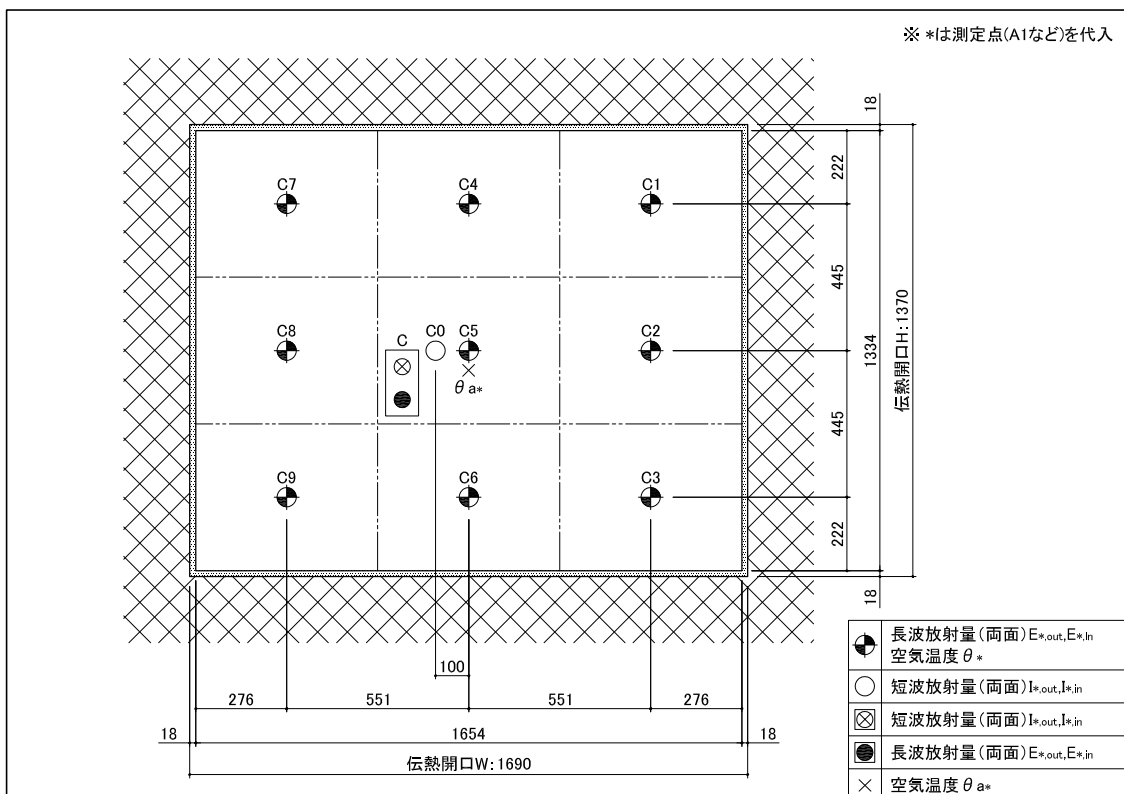 ※ *は測定点(A1など)を代入
18
C7
C4
C1
222
445
C8
C
C0
C5
C2
θa*
1334
伝熱開口H:1370
445
C9
C6
C3
222
18
100
276
551
551
276
18
1654
18
伝熱開口W:1690
長波放射量(両面)E*,out,E*,in
空気温度θ*
短波放射量(両面)I*,out,I*,in
短波放射量(両面)I*,out,I*,in
長波放射量(両面)E*,out,E*,in
空気温度θa*